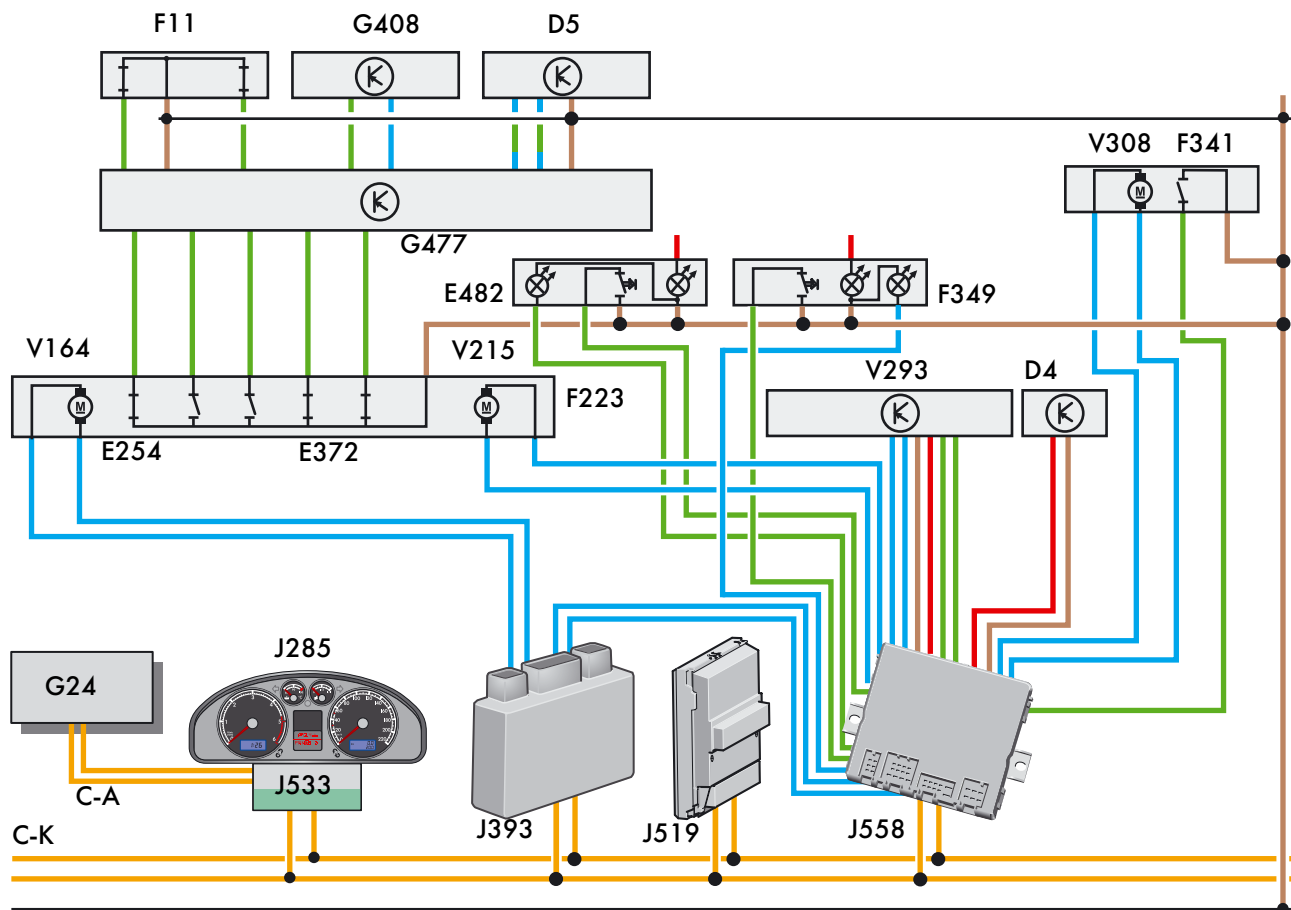 F11 G408 D5
V308 F341
G477
E482 F349
V164 V215 V293 D4
M M M
F223
E254 E372
J285
G24
J533
C-A
J393 J519 J558
C-K